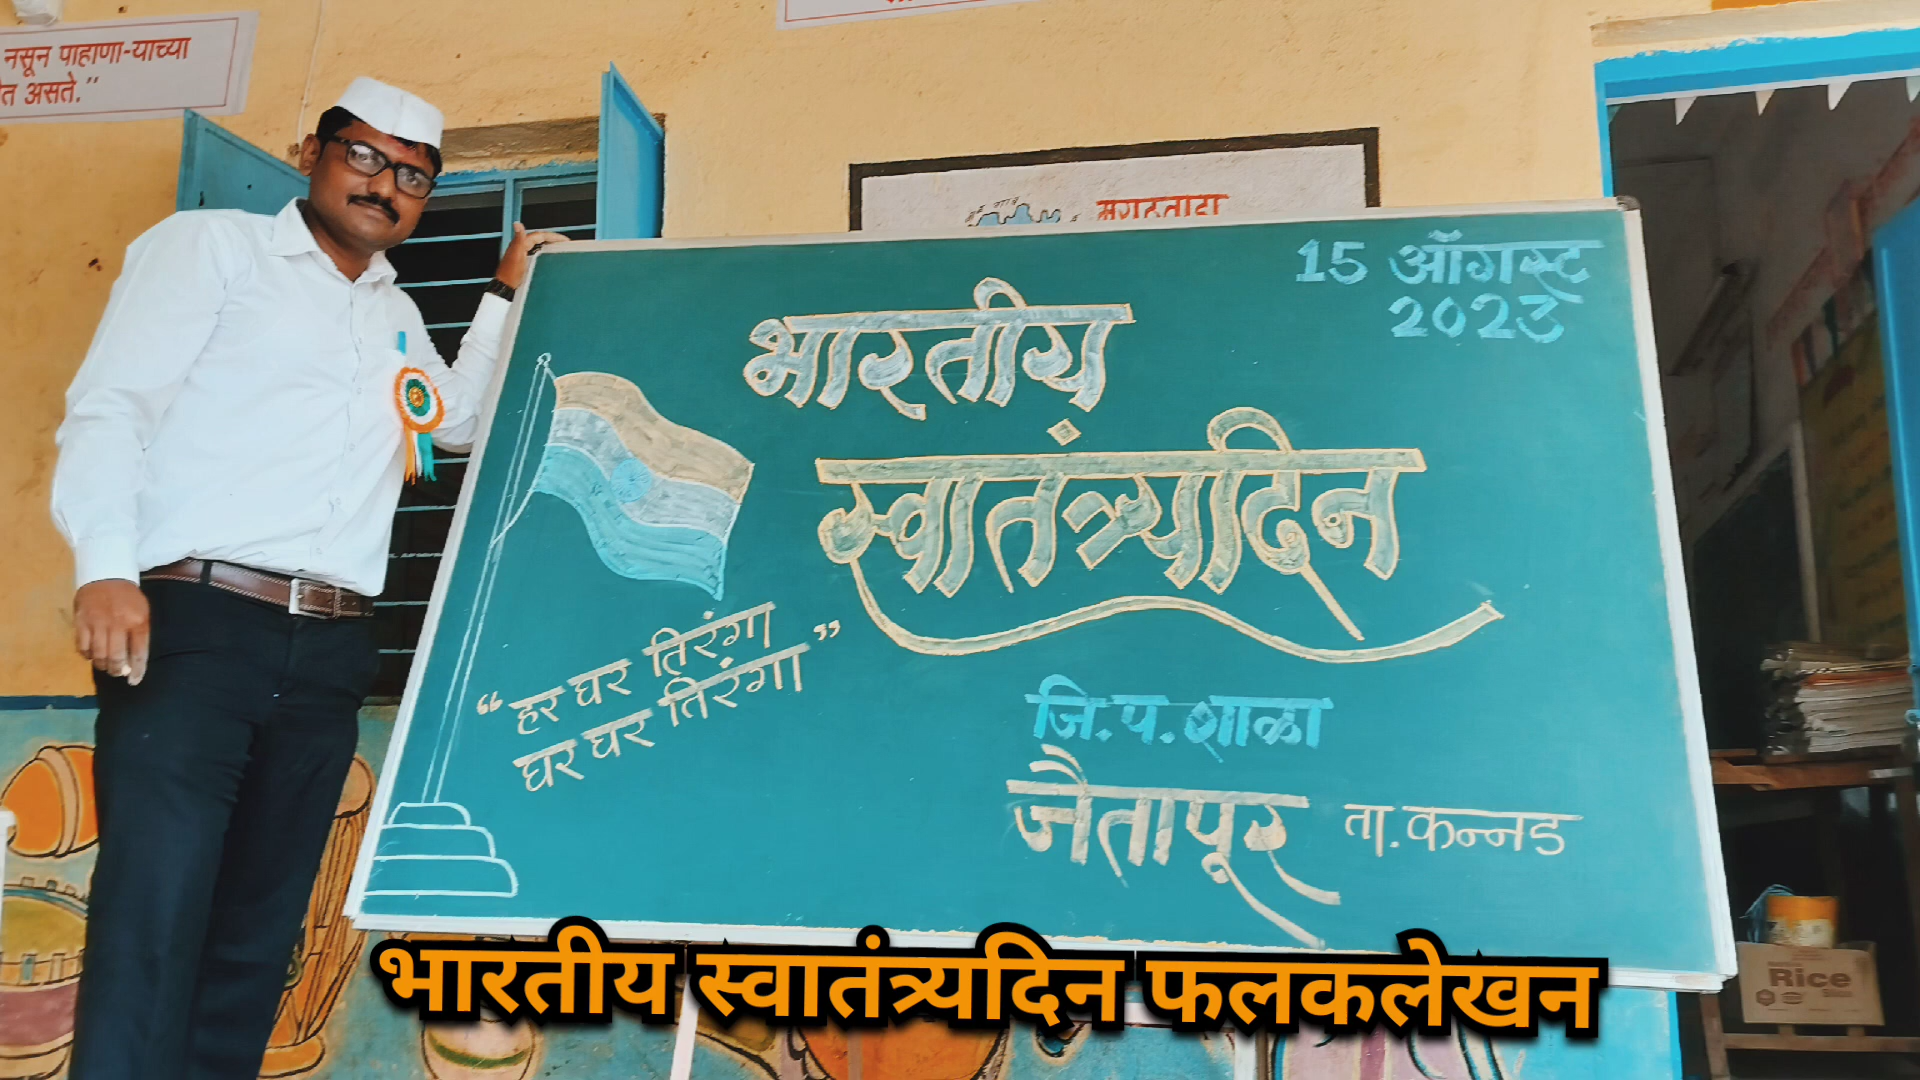 नसून पाहाणा-याच्या
त असते.”
15 ऑगस्ट
2023
भारतीय
स्वातंत्र्यदिन
“हर घर तिरंगा
घर घर तिरंगा”
जि.प.शाळा
जैतापूर ता.कन्नड
Rice
भारतीय स्वातंत्र्यदिन फलकलेखन